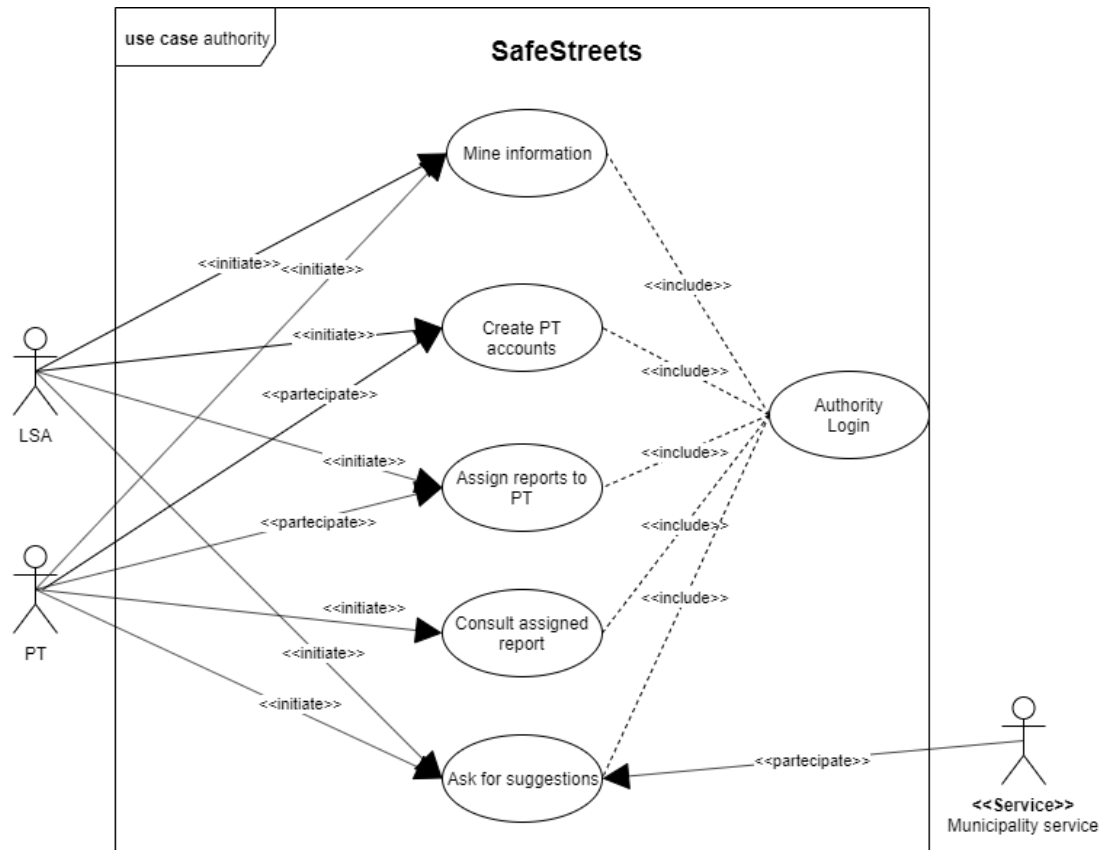 use case authority
SafeStreets
Mine information
<<initiate>>
<<initiate>>
<<include>>
Create PT
accounts
<<initiate>>
<<include>>
<<partecipate>>
Authority
Login
LSA
<<initiate>>
Assign reports to
PT
<<include>>
<<partecipate>>
<<include>>
PT
<<initiate>>
Consult assigned
report
<<include>>
<<initiate>>
<<initiate>>
Ask for suggestions
<<partecipate>>
<<Service>>
Municipality service